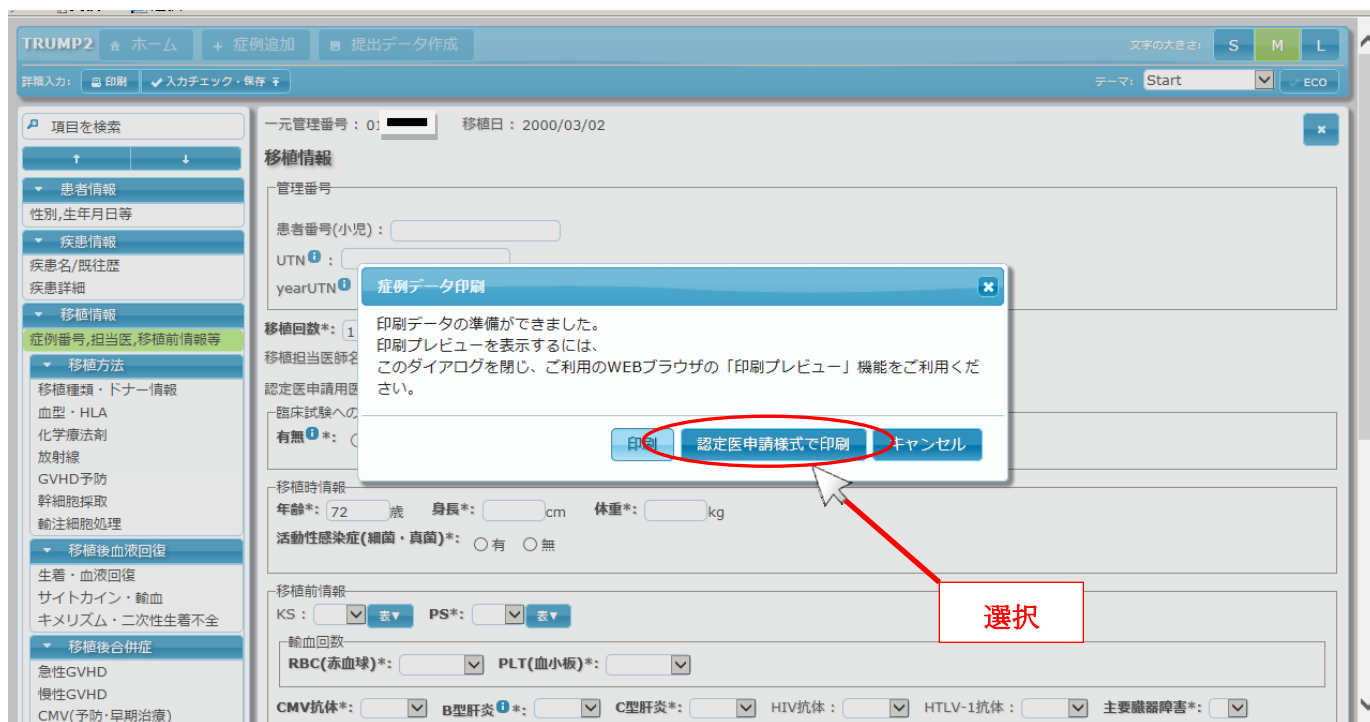 TRUMP2 ホーム + 症例追加 提出データ作成 文字の大きさ: S M L
詳細入力: 印刷 入力チェック・保存 テーマ: Start ECO
項目を検索
↑ ↓
患者情報
性別,生年月日等
疾患情報
疾患名/既往歴
疾患詳細
移植情報
症例番号,担当医,移植前情報等
移植方法
移植種類・ドナー情報
血型・HLA
化学療法剤
放射線
GVHD予防
幹細胞採取
輸注細胞処理
移植後血液回復
生着・血液回復
サイトカイン・輸血
キメリズム・二次性生着不全
移植後合併症
急性GVHD
慢性GVHD
CMV(予防･早期治療)
一元管理番号: 01 移植日: 2000/03/02
移植情報
管理番号
患者番号(小児):
UTN :
yearUTN
移植回数*: 1
移植担当医師名
認定医申請用医
臨床試験への
有無 *:
症例データ印刷
印刷データの準備ができました。
印刷プレビューを表示するには、
このダイアログを閉じ、ご利用のWEBブラウザの「印刷プレビュー」機能をご利用くだ
さい。
印刷 認定医申請様式で印刷 キャンセル
移植時情報
年齢*: 72 歳 身長*: cm 体重*: kg
活動性感染症(細菌・真菌)*: 有 無
選択
移植前情報
KS: 表▼ PS*: 表▼
輸血回数
RBC(赤血球)*: PLT(血小板)*:
CMV抗体*: B型肝炎 *: C型肝炎*: HIV抗体: HTLV-1抗体: 主要臓器障害*: